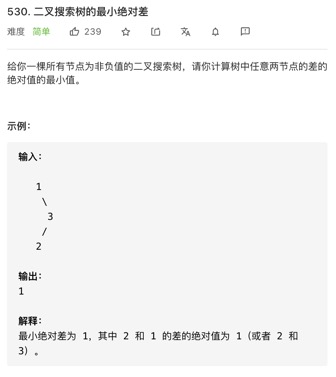 530. 二叉搜索树的最小绝对差
难度 简单 239
给你一棵所有节点为非负值的二叉搜索树，请你计算树中任意两节点的差的
绝对值的最小值。
示例：
输入：
1
\
3
/
2
输出：
1
解释：
最小绝对差为 1，其中 2 和 1 的差的绝对值为 1（或者 2 和
3）。